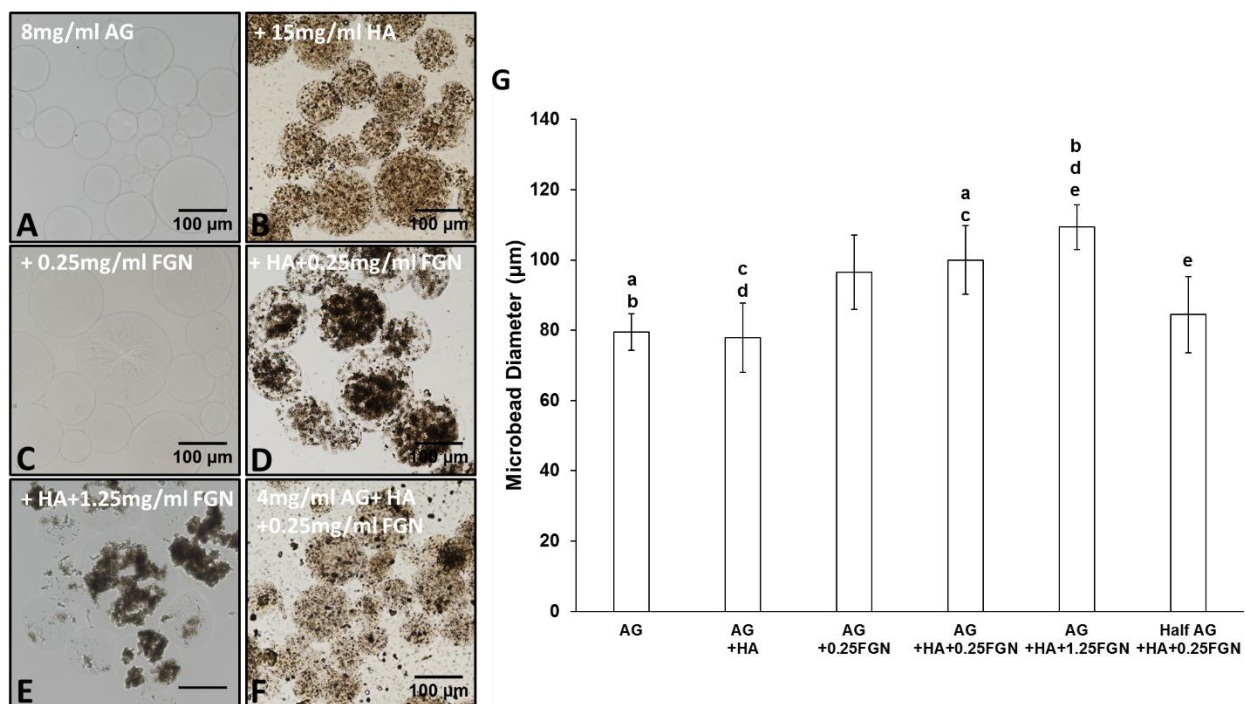 8mg/ml AG
A
100 µm
+ 15mg/ml HA
B
100 µm
+ 0.25mg/ml FGN
C
100 µm
+ HA+0.25mg/ml FGN
D
100 µm
+ HA+1.25mg/ml FGN
E
4mg/ml AG+ HA
+0.25mg/ml FGN
F
100 µm
G
Microbead Diameter (µm)
140
120
100
80
60
40
20
0
a
b
c
d
a
c
b
d
e
e
AG
AG
+HA
AG
+0.25FGN
AG
+HA+0.25FGN
AG
+HA+1.25FGN
Half AG
+HA+0.25FGN